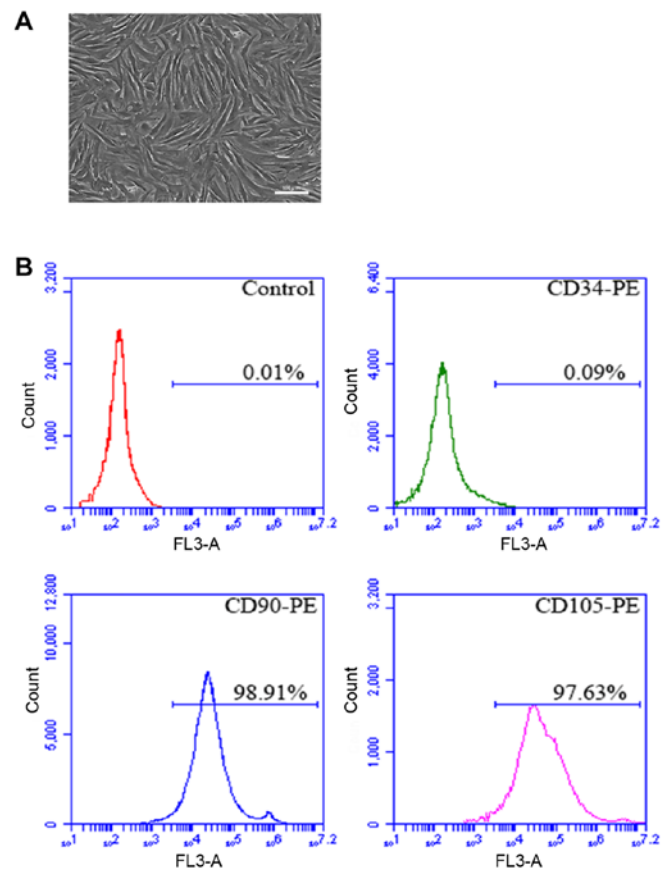 A
B
Control
3,200
2,000
1,000
0
0.01%
Count
FL3-A
CD34-PE
6,400
4,000
2,000
0
0.09%
Count
FL3-A
CD90-PE
12,800
10,000
5,000
0
98.91%
Count
FL3-A
CD105-PE
3,200
2,000
1,000
0
97.63%
Count
FL3-A